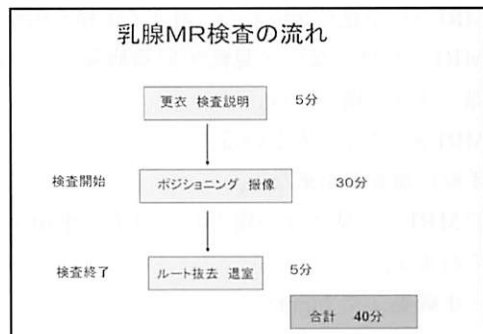 乳腺MR検査の流れ
更衣 検査説明 5分
検査開始 ポジショニング 撮像 30分
検査終了 ルート抜去 退室 5分
合計 40分